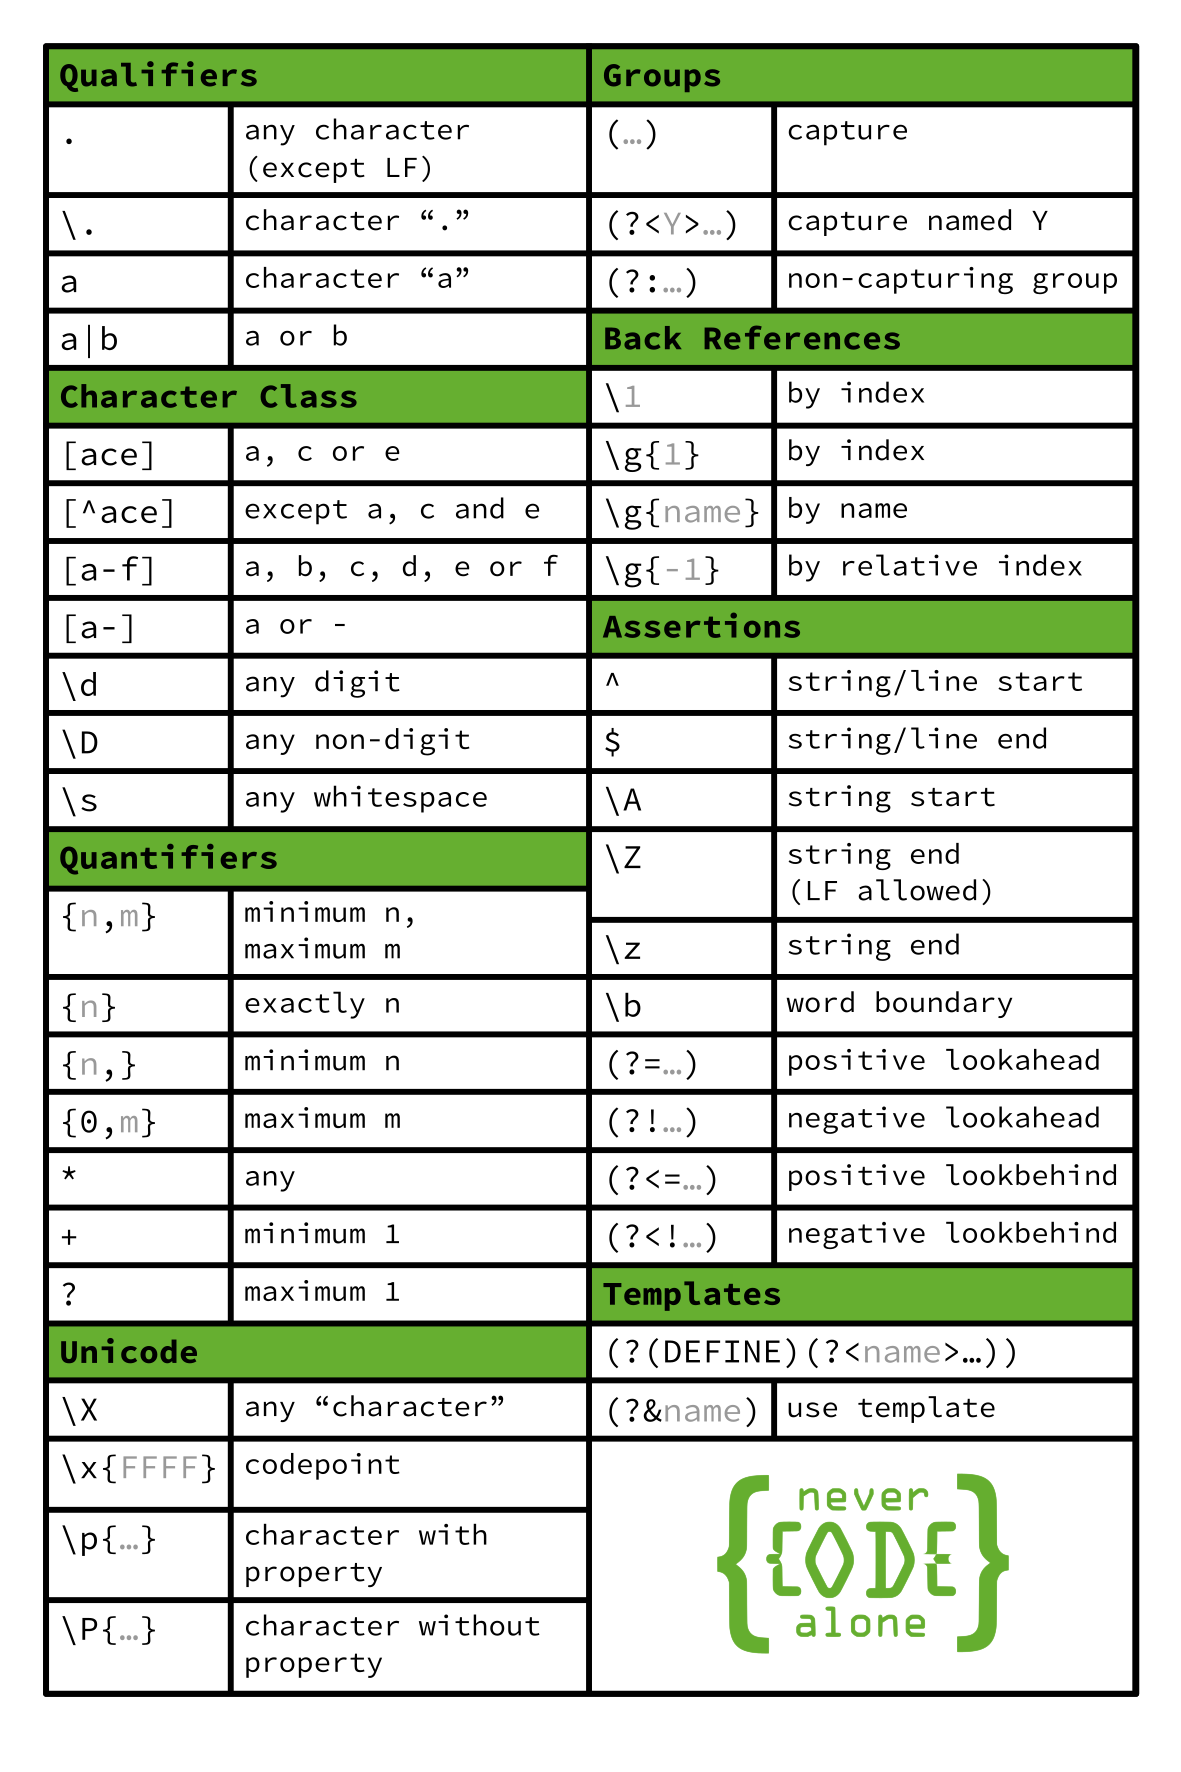 Qualifiers
. any character
(except LF)
\. character “.”
a character “a”
a|b a or b
Character Class
[ace] a, c or e
[^ace] except a, c and e
[a-f] a, b, c, d, e or f
[a-] a or -
\d any digit
\D any non-digit
\s any whitespace
Quantifiers
{n,m} minimum n,
maximum m
{n} exactly n
{n,} minimum n
{0,m} maximum m
* any
+ minimum 1
? maximum 1
Unicode
\X any “character”
\x{FFFF} codepoint
\p{…} character with
property
\P{…} character without
property
Groups
(…) capture
(?<Y>…) capture named Y
(?:…) non-capturing group
Back References
\1 by index
\g{1} by index
\g{name} by name
\g{-1} by relative index
Assertions
^ string/line start
$ string/line end
\A string start
\Z string end
(LF allowed)
\z string end
\b word boundary
(?=…) positive lookahead
(?!…) negative lookahead
(?<=…) positive lookbehind
(?<!…) negative lookbehind
Templates
(?(DEFINE)(?<name>…))
(?&name) use template
never
CODE
alone